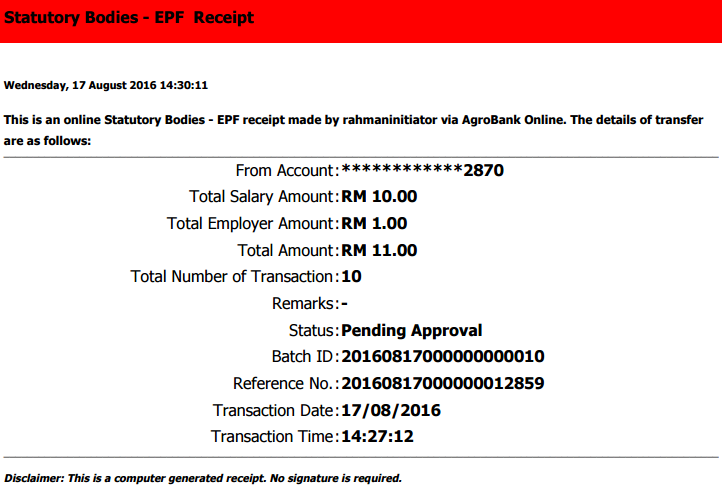 Statutory Bodies - EPF Receipt
Wednesday, 17 August 2016 14:30:11
This is an online Statutory Bodies - EPF receipt made by rahmaninitiator via AgroBank Online. The details of transfer
are as follows:
From Account:************2870
Total Salary Amount:RM 10.00
Total Employer Amount:RM 1.00
Total Amount:RM 11.00
Total Number of Transaction:10
Remarks:-
Status:Pending Approval
Batch ID:20160817000000000010
Reference No.:20160817000000012859
Transaction Date:17/08/2016
Transaction Time:14:27:12
Disclaimer: This is a computer generated receipt. No signature is required.